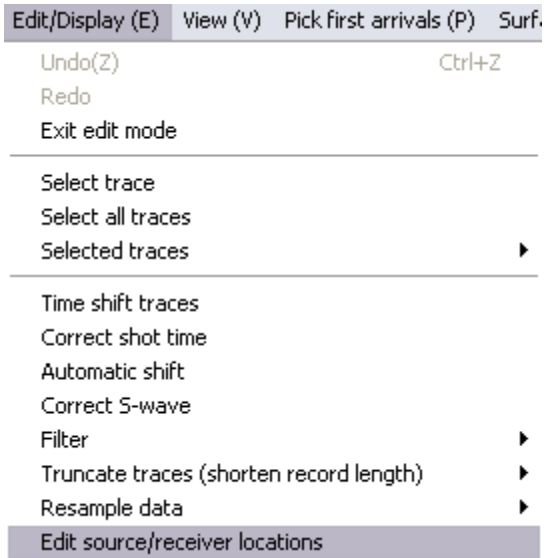 Edit/Display (E) View (V) Pick first arrivals (P)
Undo(Z) Ctrl+Z
Redo
Exit edit mode
Select trace
Select all traces
Selected traces
Time shift traces
Correct shot time
Automatic shift
Correct S-wave
Filter
Truncate traces (shorten record length)
Resample data
Edit source/receiver locations